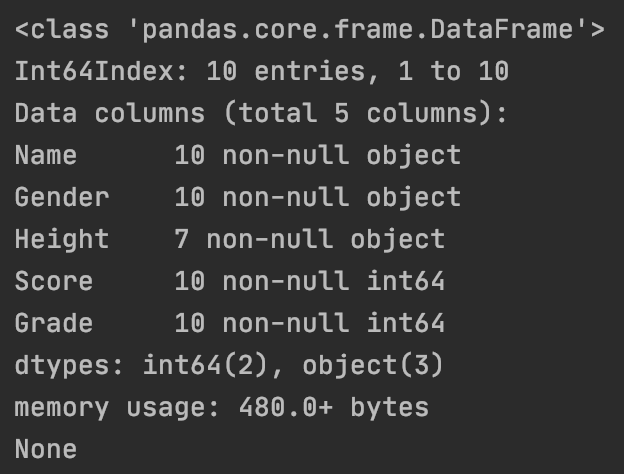 <class 'pandas.core.frame.DataFrame'>
Int64Index: 10 entries, 1 to 10
Data columns (total 5 columns):
Name      10 non-null object
Gender    10 non-null object
Height    7 non-null object
Score     10 non-null int64
Grade     10 non-null int64
dtypes: int64(2), object(3)
memory usage: 480.0+ bytes
None